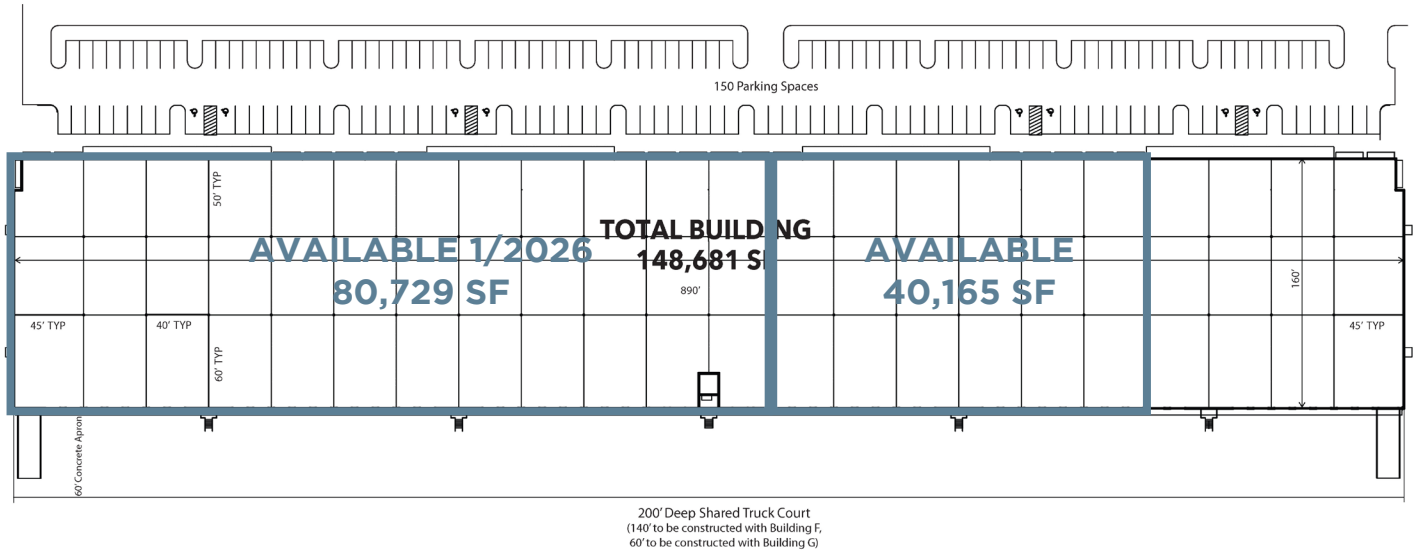 150 Parking Spaces
50' TYP
TOTAL BUILDING
148,681 S
AVAILABLE 1/2026
80,729 SF
AVAILABLE
40,165 SF
890'
160'
45' TYP
40' TYP
60' TYP
45' TYP
60' Concrete Apron
200' Deep Shared Truck Court
(140' to be constructed with Building F,
60' to be constructed with Building G)